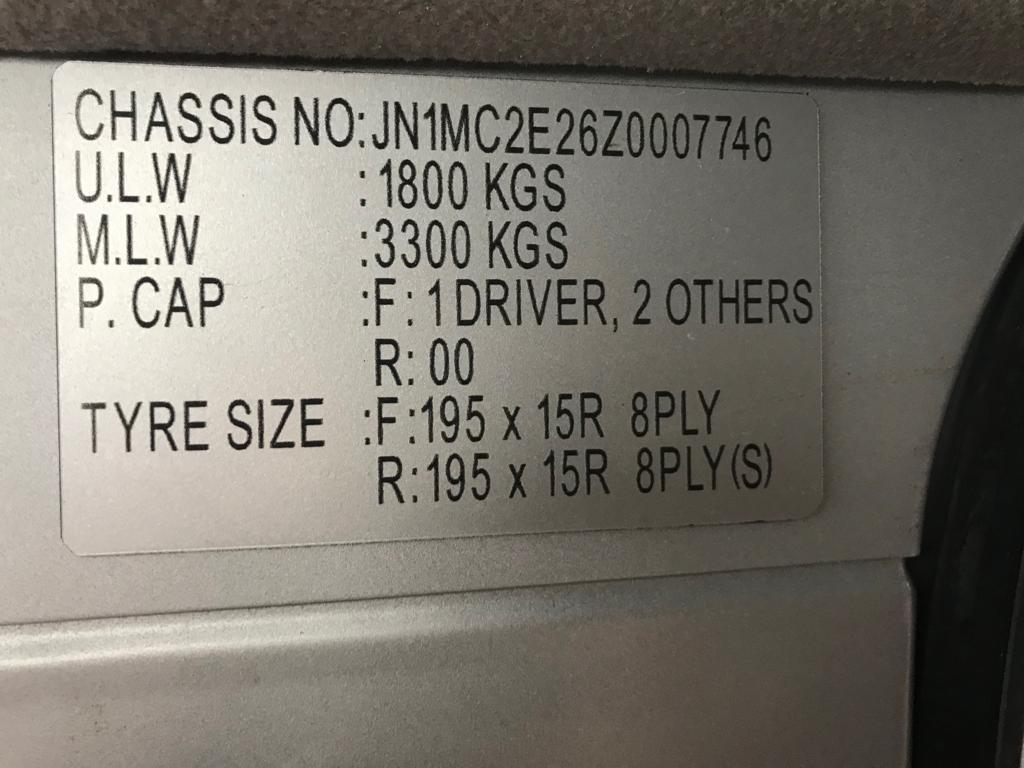 CHASSIS NO:JN1MC2E26Z0007746
U.L.W :1800 KGS
M.L.W :3300 KGS
P. CAP :F: 1 DRIVER, 2 OTHERS
R: 00
TYRE SIZE :F:195 x 15R 8PLY
R:195 x 15R 8PLY(S)